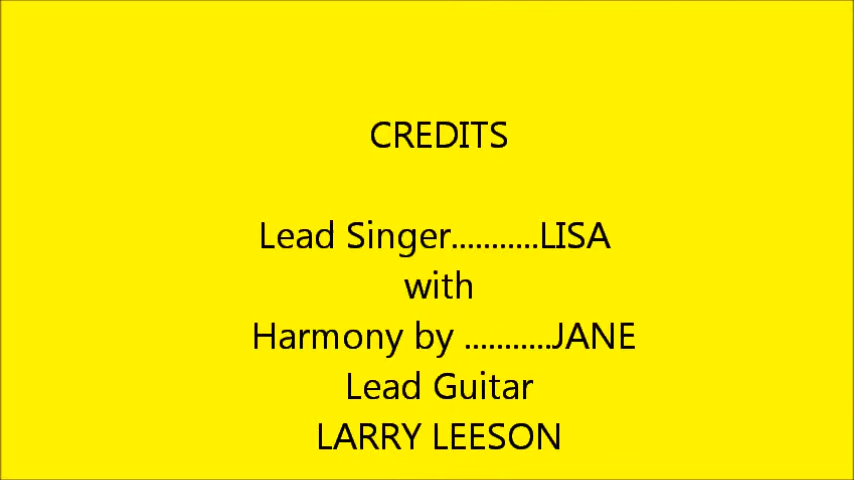 CREDITS
Lead Singer...........LISA
with
Harmony by ...........JANE
Lead Guitar
LARRY LEESON